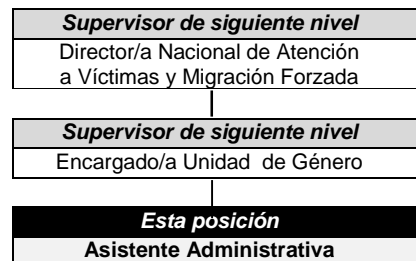 Supervisor de siguiente nivel
Director/a Nacional de Atención
a Víctimas y Migración Forzada
Supervisor de siguiente nivel
Encargado/a Unidad de Género
Esta posición
Asistente Administrativa